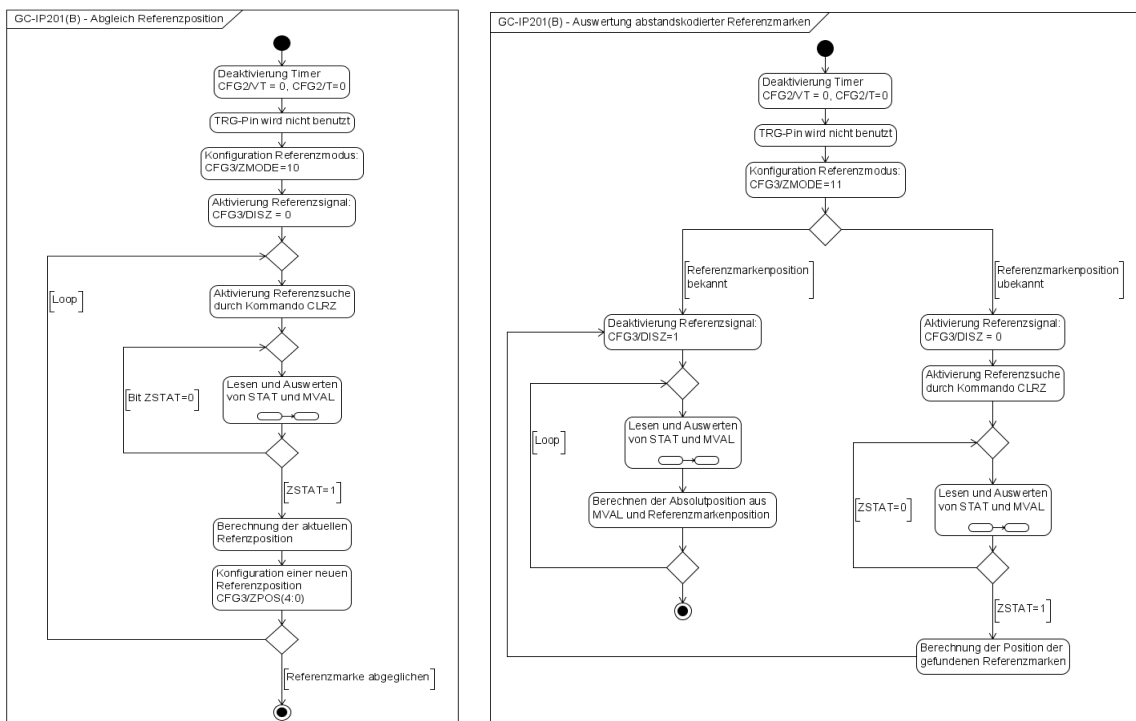 GC-IP201(B) - Abgleich Referenzposition
Deaktivierung Timer
CFG2/VT = 0, CFG2/T=0
TRG-Pin wird nicht benutzt
Konfiguration Referenzmodus:
CFG3/ZMODE=10
Aktivierung Referenzsignal:
CFG3/DISZ = 0
Loop
Aktivierung Referenzsuche
durch Kommando CLRZ
Bit ZSTAT=0
Lesen und Auswerten
von STAT und MVAL
ZSTAT=1
Berechnung der aktuellen
Refenzposition
Konfiguration einer neuen
Referenzposition
CFG3/ZPOS(4:0)
Referenzmarke abgeglichen
GC-IP201(B) - Auswertung abstandskodierter Referenzmarken
Deaktivierung Timer
CFG2/VT = 0, CFG2/T=0
TRG-Pin wird nicht benutzt
Konfiguration Referenzmodus:
CFG3/ZMODE=11
Referenzmarkenposition
bekannt
Deaktivierung Referenzsignal:
CFG3/DISZ=1
Loop
Lesen und Auswerten
von STAT und MVAL
Berechnen der Absolutposition aus
MVAL und Referenzmarkenposition
Referenzmarkenposition
ubekannt
Aktivierung Referenzsignal:
CFG3/DISZ = 0
Aktivierung Referenzsuche
durch Kommando CLRZ
ZSTAT=0
Lesen und Auswerten
von STAT und MVAL
ZSTAT=1
Berechnung der Position der
gefundenen Referenzmarken